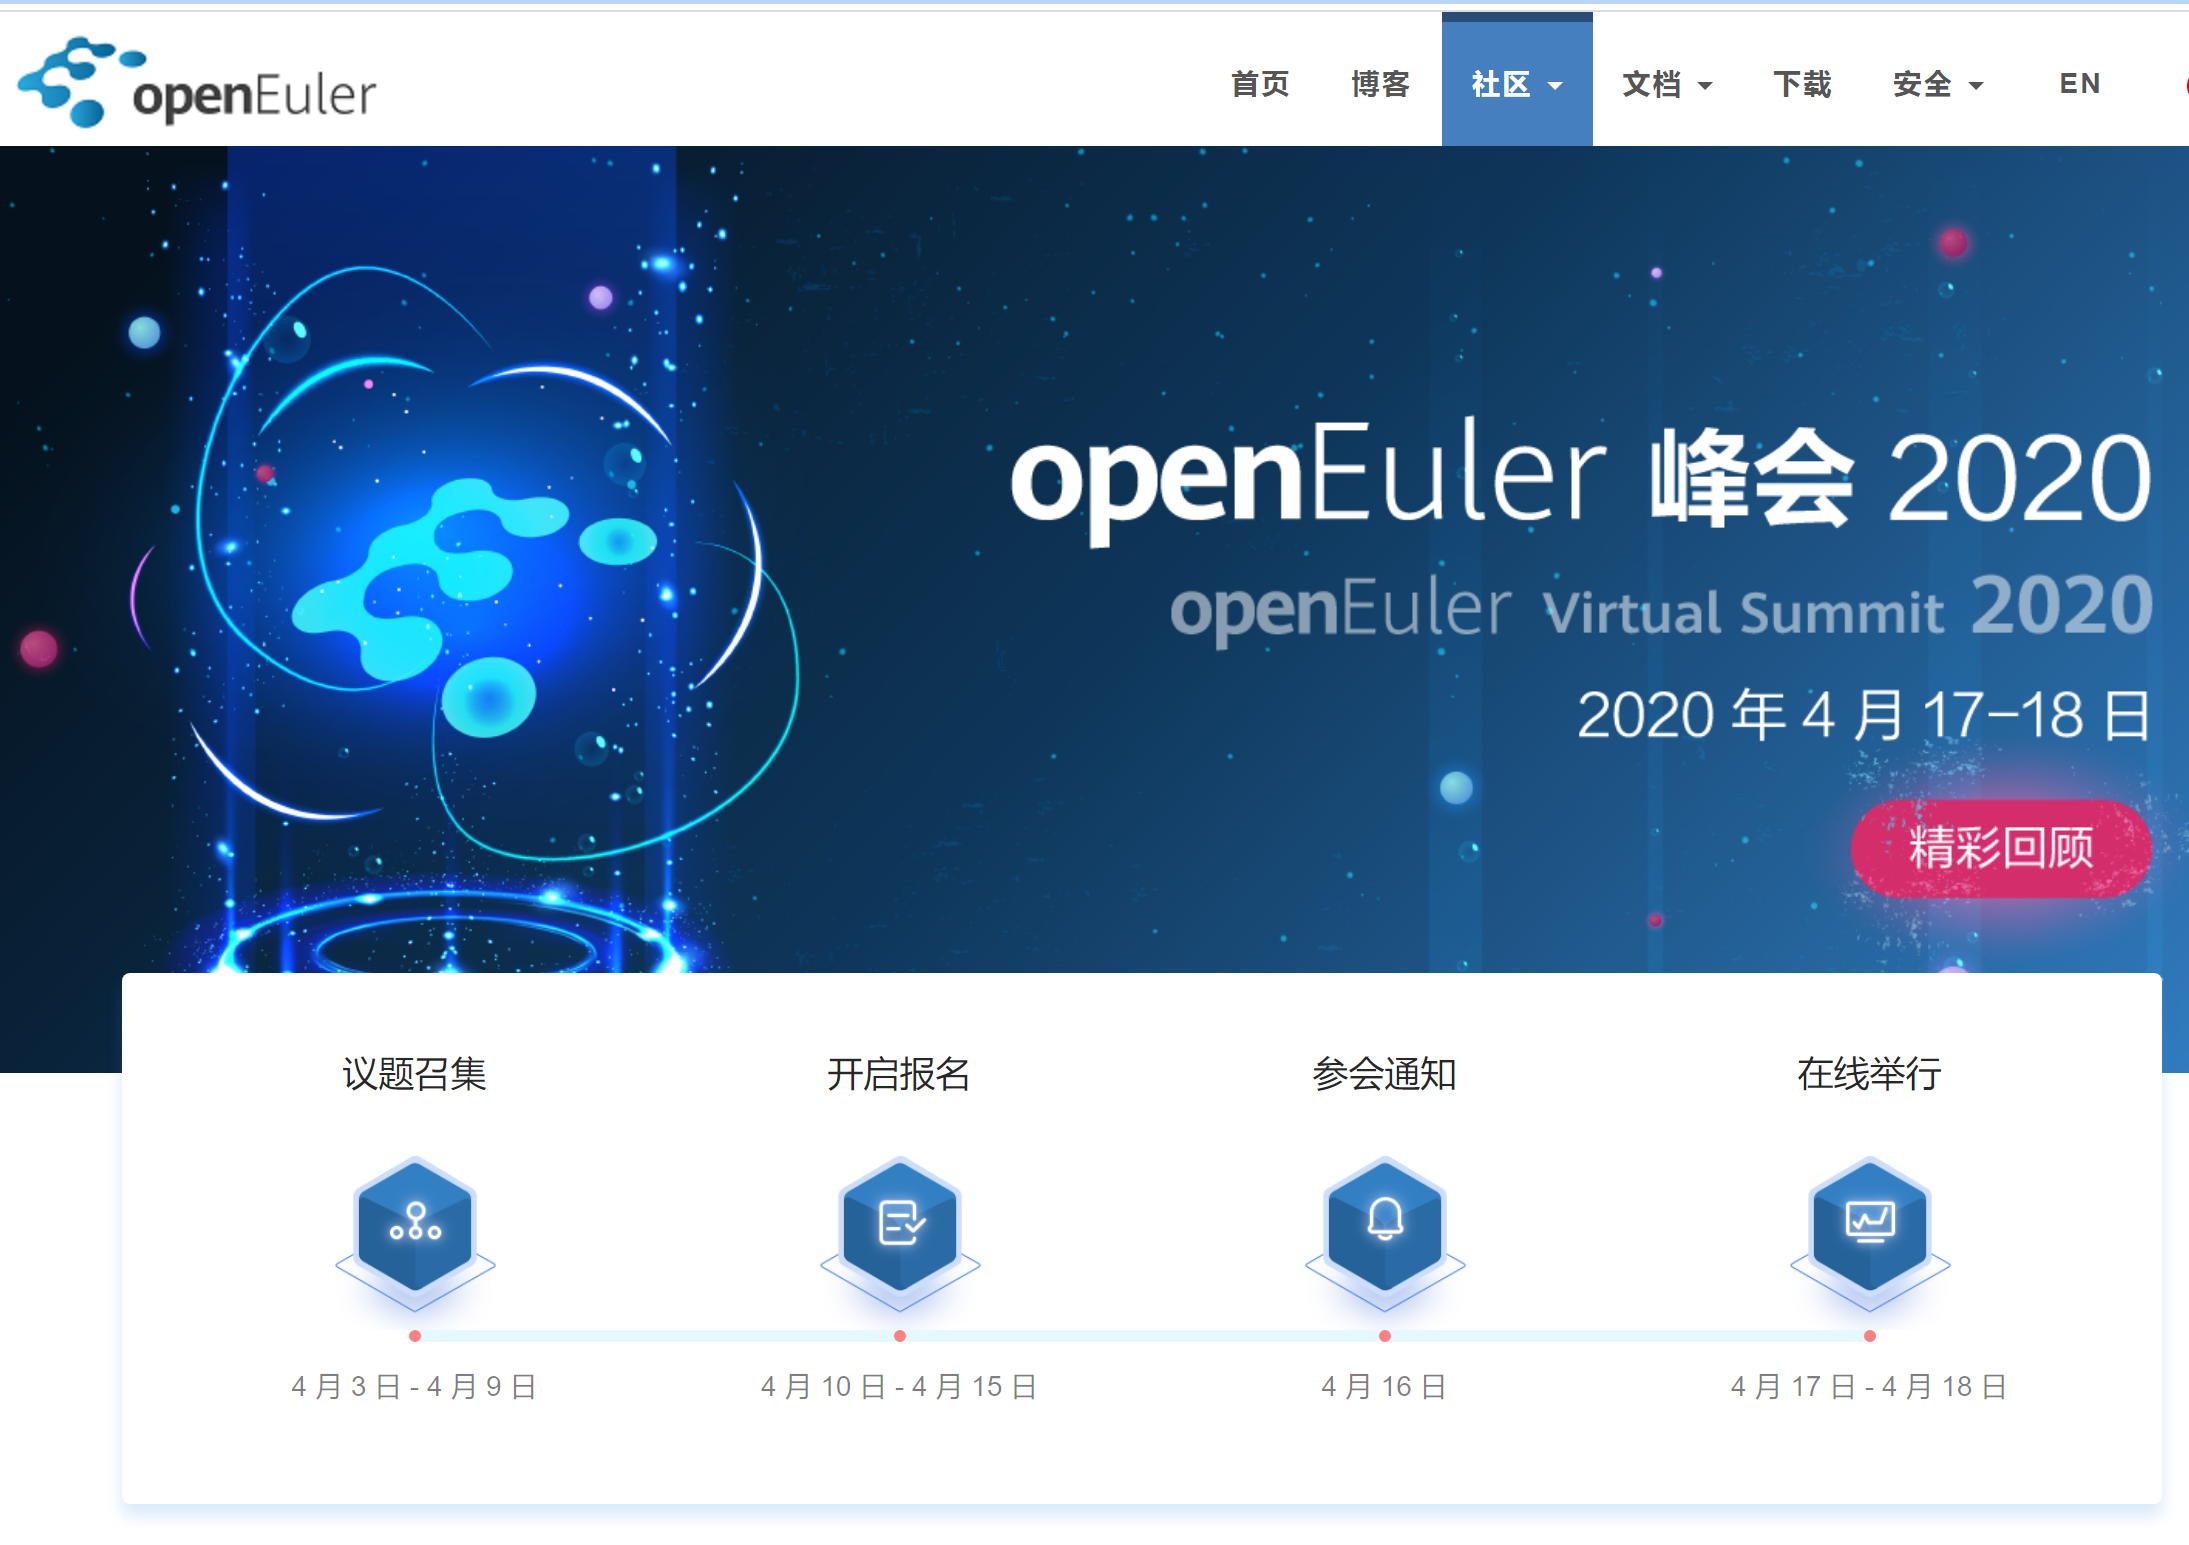 openEuler
首页 博客 社区 文档 下载 安全 EN
openEuler 峰会 2020
openEuler Virtual Summit 2020
2020 年 4 月 17-18 日
精彩回顾
议题召集 开启报名 参会通知 在线举行
4 月 3 日 - 4 月 9 日 4 月 10 日 - 4 月 15 日 4 月 16 日 4 月 17 日 - 4 月 18 日